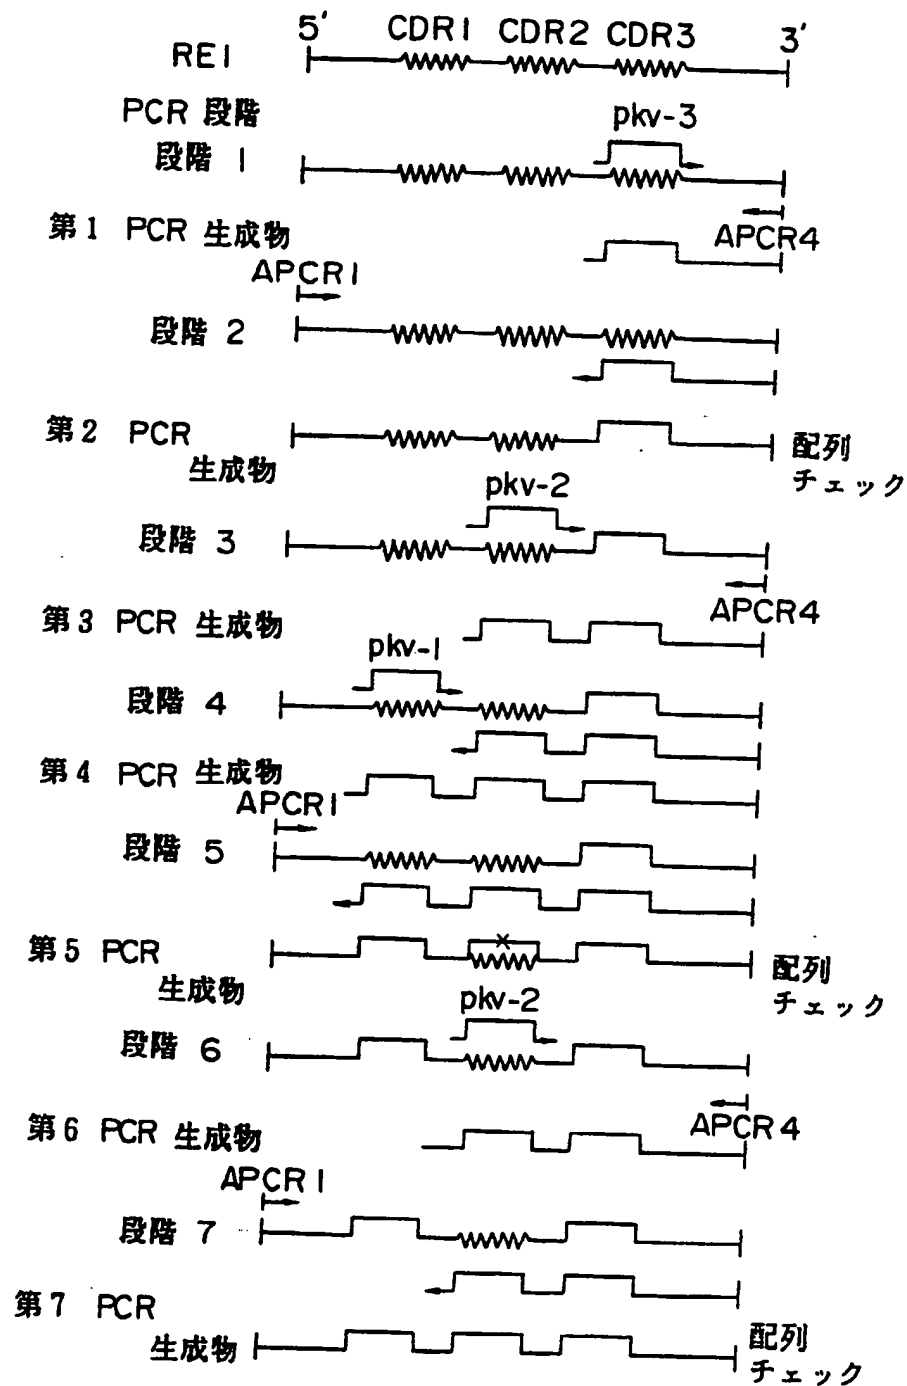 5′ CDR1 CDR2 CDR3 3′
RE1
PCR 段階
pkv-3
段階 1
第1 PCR 生成物
APCR4
APCR1
段階 2
第2 PCR
生成物
配列
チェック
pkv-2
段階 3
APCR4
第3 PCR 生成物
pkv-1
段階 4
第4 PCR 生成物
APCR1
段階 5
第5 PCR
生成物
×
配列
チェック
pkv-2
段階 6
APCR4
第6 PCR 生成物
APCR1
段階 7
第7 PCR
生成物
配列
チェック